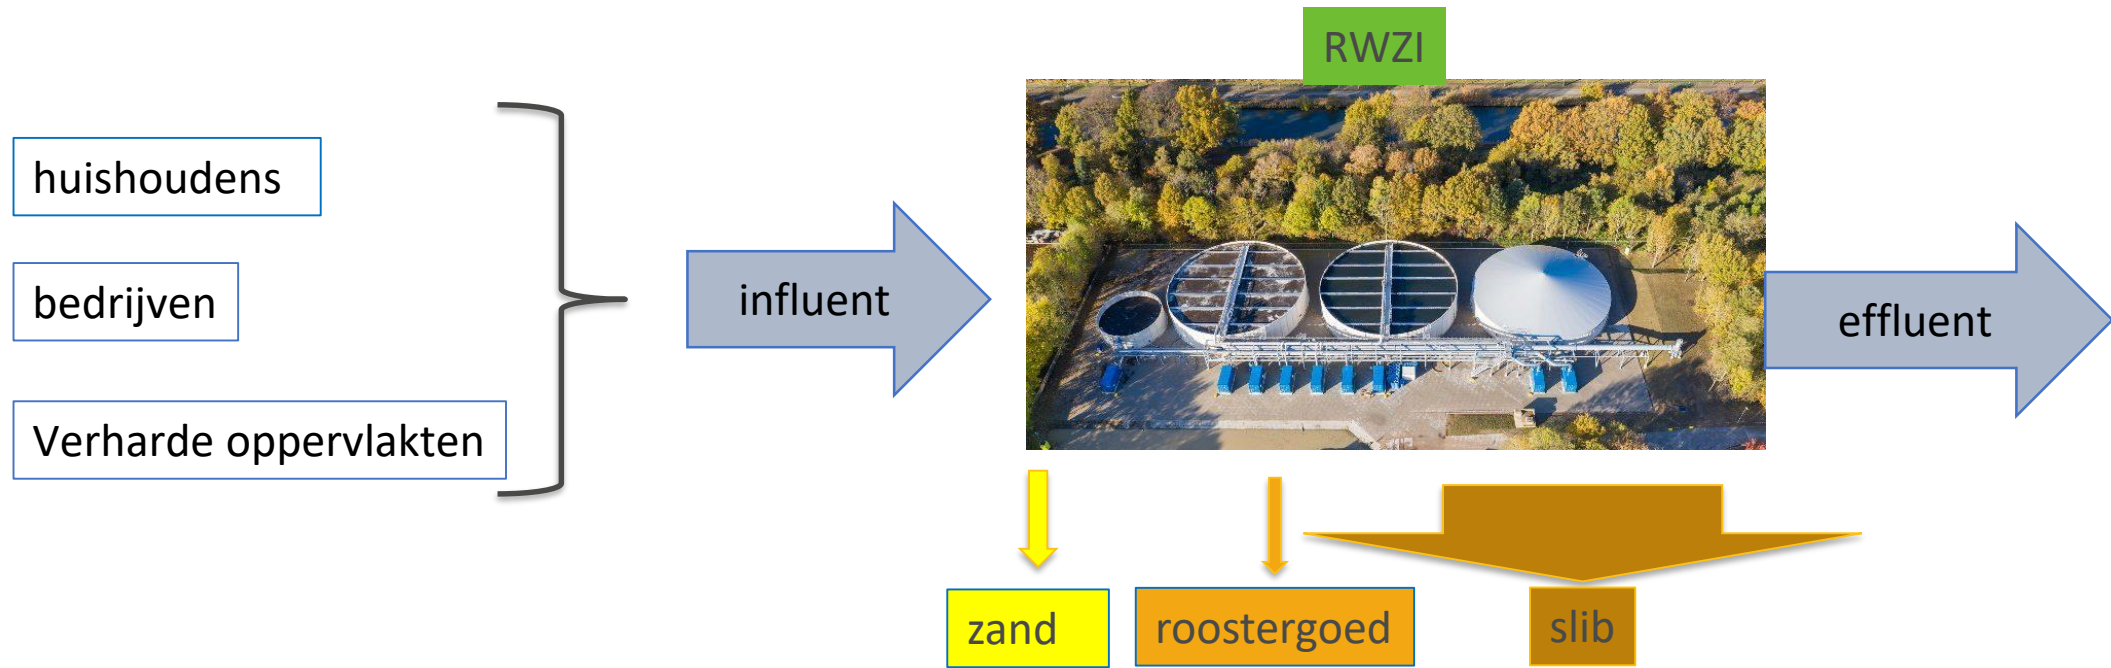 RWZI
huishoudens
bedrijven
Verharde oppervlakten
influent
effluent
zand
roostergoed
slib